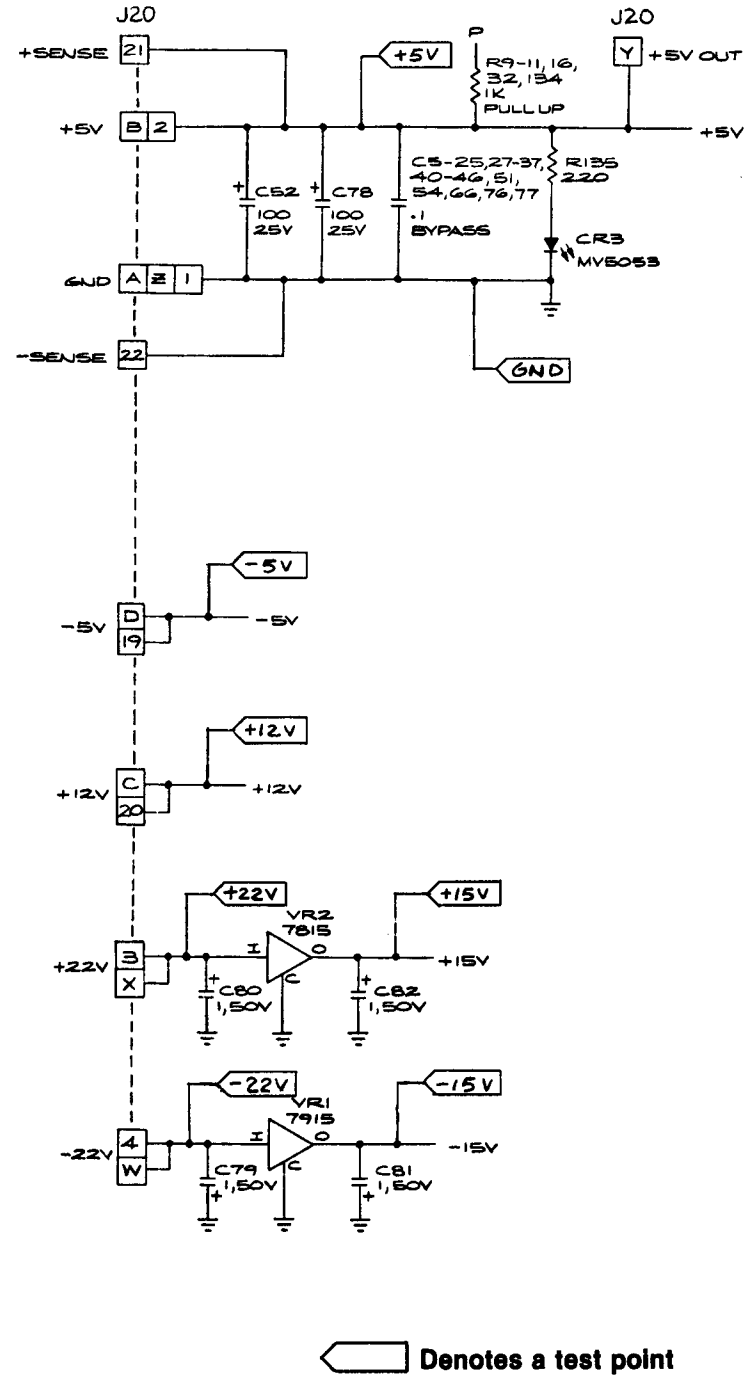 J20
J20
+SENSE 21
+5V
P
R9-11,16,
32,134
1K
PULLUP
Y +5V OUT
+5V B 2
+5V
+ C52
100
25V
+ C78
100
25V
C5-25,27-37,
40-46,51,
54,66,76,77
.1
BYPASS
R135
220
CR3
MV5053
GND A Z 1
-SENSE 22
GND
-5V
-5V
D
19
-5V
+12V
+12V
C
20
+12V
+22V
VR2
7815
+15V
+22V
3
X
I
O
C
+15V
+
C80
1,50V
+
C82
1,50V
-22V
VR1
7915
-15V
-22V
4
W
I
O
C
-15V
C79
1,50V
+
C81
1,50V
+
Denotes a test point